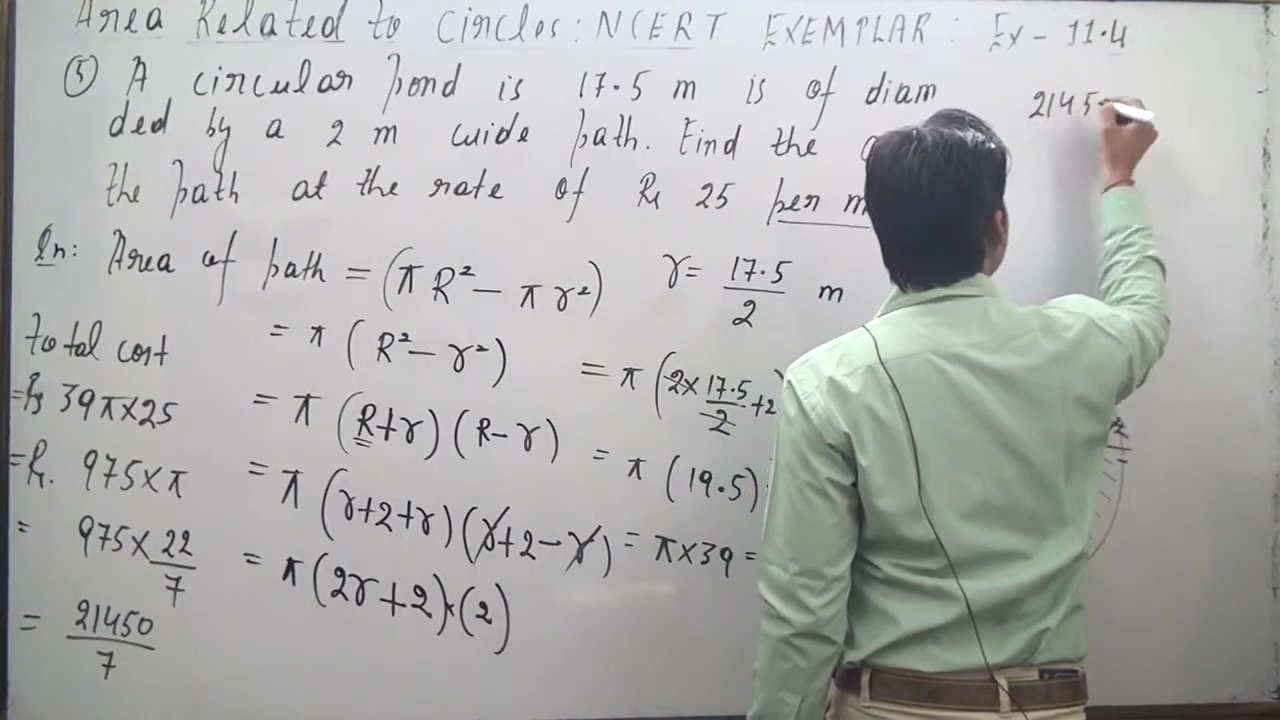 Area Related to Circles: NCERT EXEMPLAR: Ex - 11.4
⑤ A circular pond is 17.5 m is of diam
ded by a 2 m wide path. Find the
the path at the rate of Rs 25 per m
2145
Sn: Area of path = (πR² - πr²)
= π (R² - r²)
= π (R+r) (R-r)
= π (r+2+r) (r+2-r)
= π (2r+2)×(2)
r = 17.5/2 m
= π (2×17.5/2+2
= π (19.5)
= π×39 =
total cost
=Rs 39π×25
=Rs. 975×π
= 975×22/7
= 21450/7